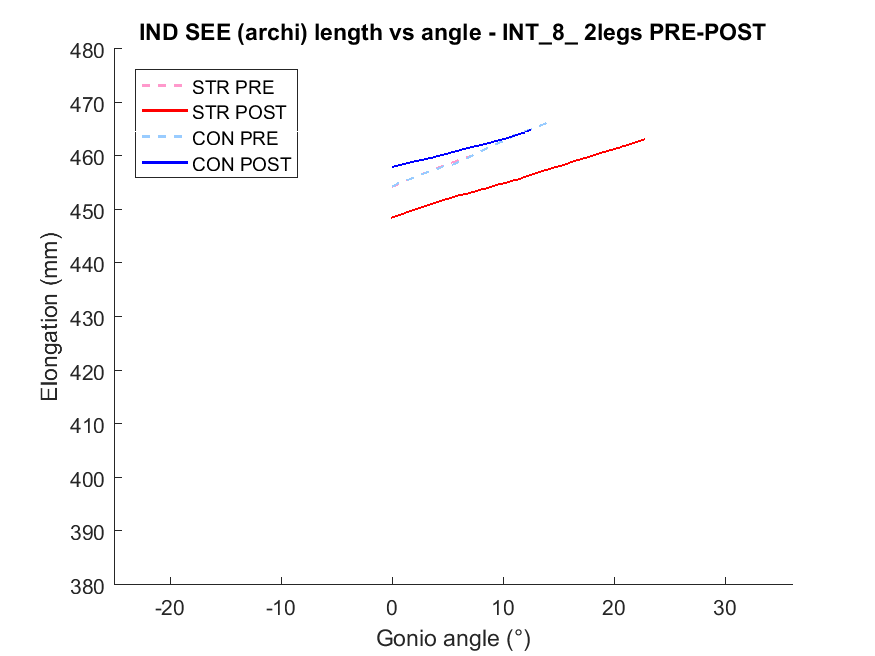 IND SEE (archi) length vs angle - INT_8_ 2legs PRE-POST
480
470
460
450
440
430
420
410
400
390
380
Elongation (mm)
STR PRE
STR POST
CON PRE
CON POST
-20
-10
0
10
20
30
Gonio angle (°)